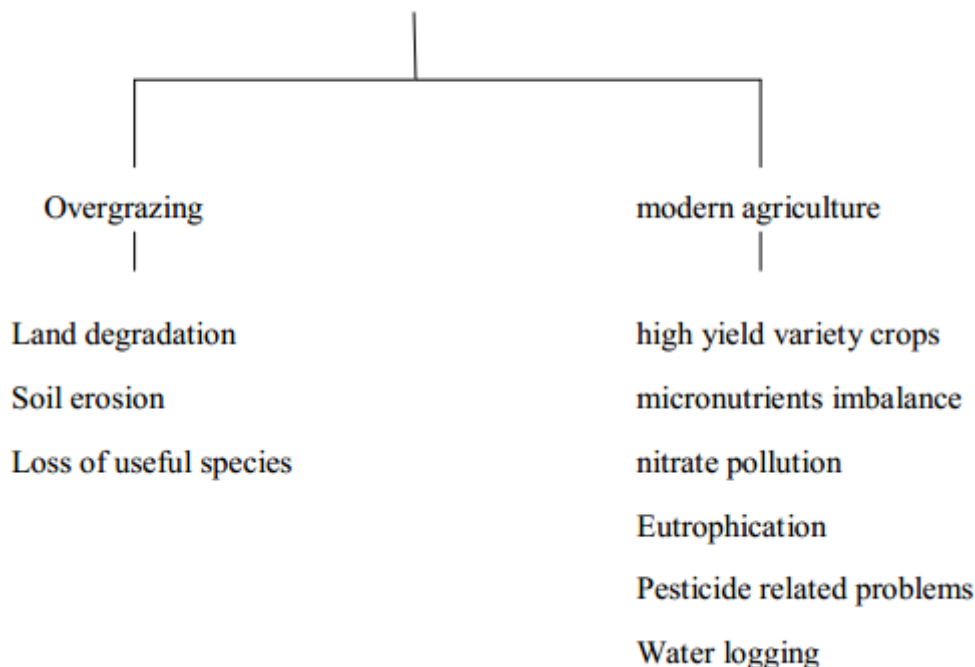 Overgrazing
modern agriculture
Land degradation
Soil erosion
Loss of useful species
high yield variety crops
micronutrients imbalance
nitrate pollution
Eutrophication
Pesticide related problems
Water logging